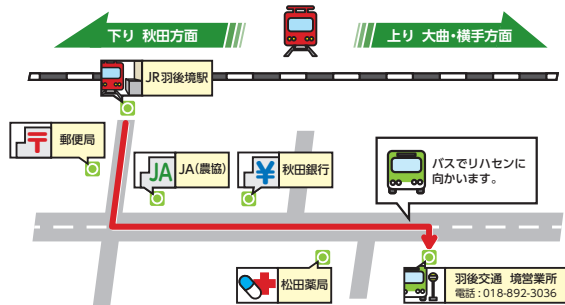 下り 秋田方面
上り 大曲・横手方面
JR羽後境駅
郵便局
JA
JA(農協)
¥
秋田銀行
バスでリハセンに
向かいます。
松田薬局
羽後交通 境営業所
電話:018-892-3036